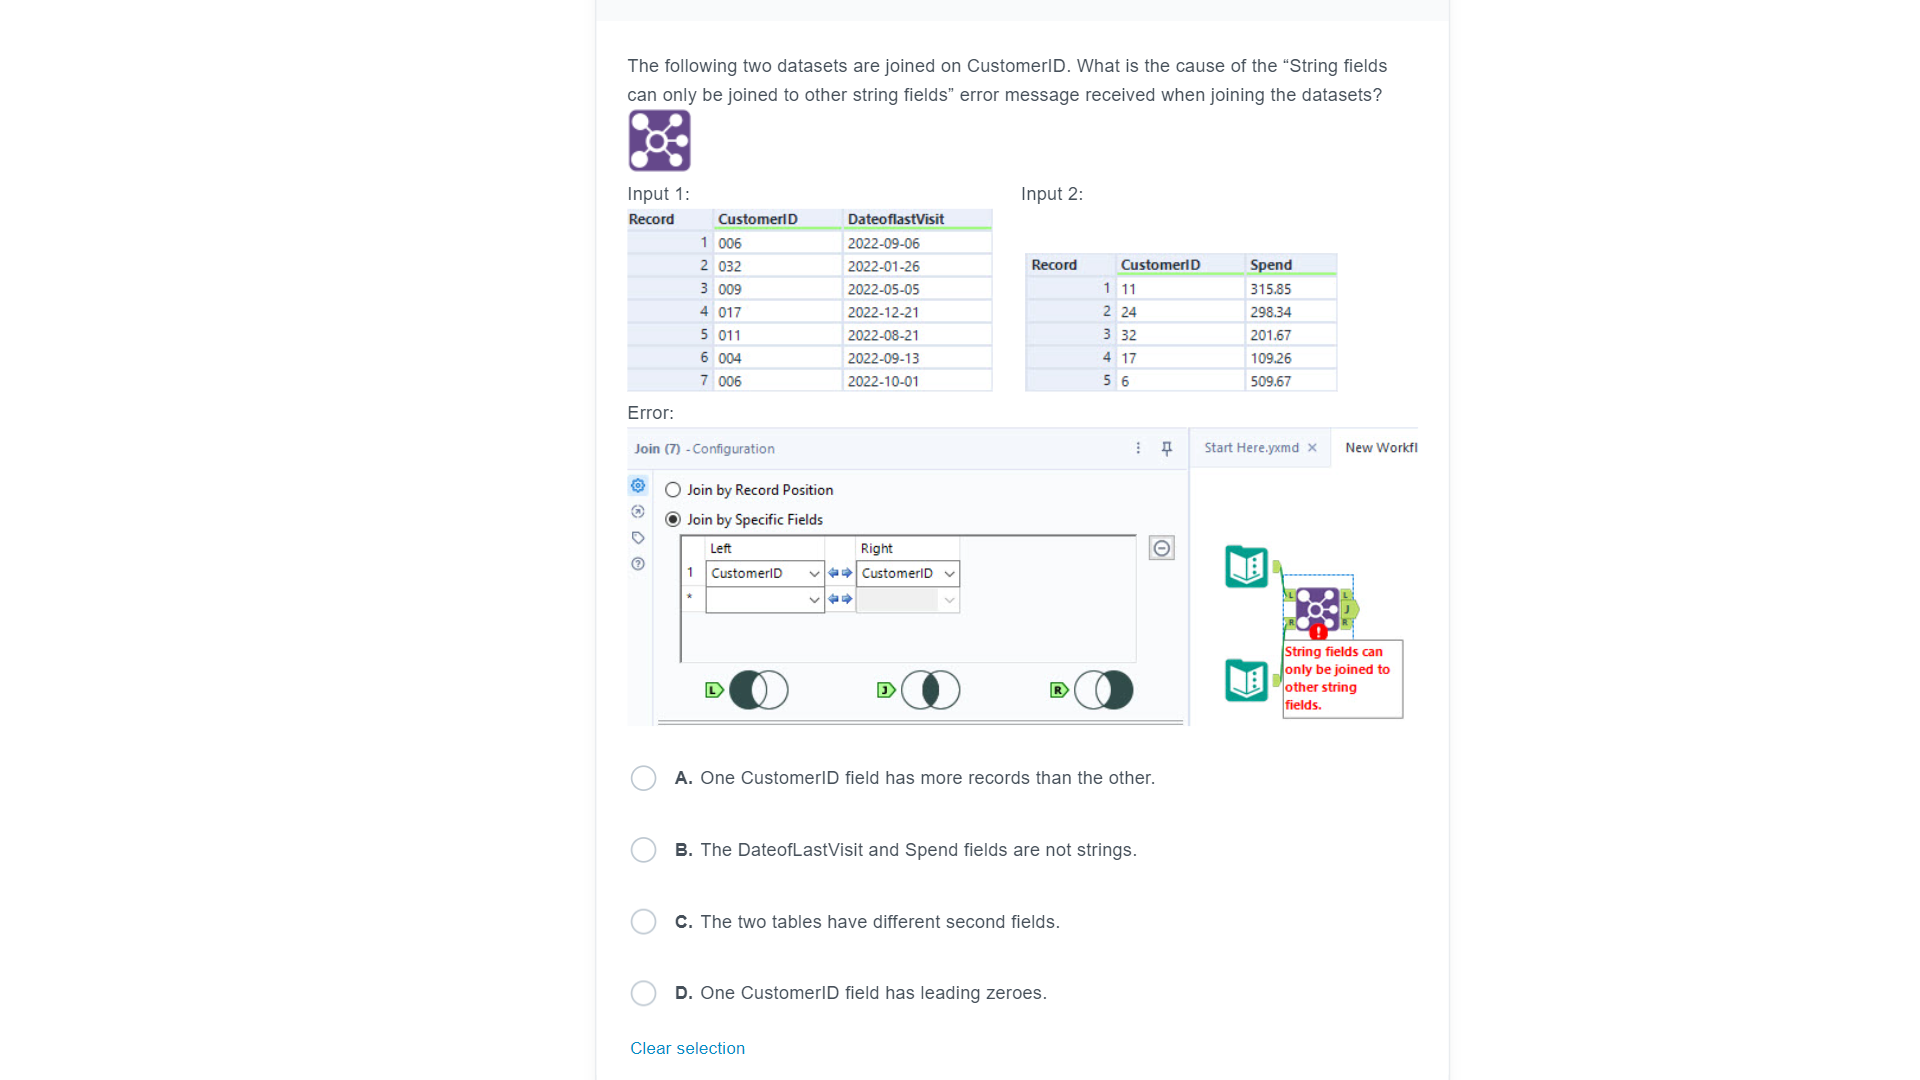 The following two datasets are joined on CustomerID. What is the cause of the “String fields
can only be joined to other string fields” error message received when joining the datasets?
Input 1:
Record CustomerID DateoflastVisit
1 006 2022-09-06
2 032 2022-01-26
3 009 2022-05-05
4 017 2022-12-21
5 011 2022-08-21
6 004 2022-09-13
7 006 2022-10-01
Input 2:
Record CustomerID Spend
1 11 315.85
2 24 298.34
3 32 201.67
4 17 109.26
5 6 509.67
Error:
Join (7) - Configuration
Join by Record Position
Join by Specific Fields
Left Right
1 CustomerID CustomerID
*
L J R
Start Here.yxmd × New Workfl
L L
J
R R
!
String fields can
only be joined to
other string
fields.
A. One CustomerID field has more records than the other.
B. The DateofLastVisit and Spend fields are not strings.
C. The two tables have different second fields.
D. One CustomerID field has leading zeroes.
Clear selection